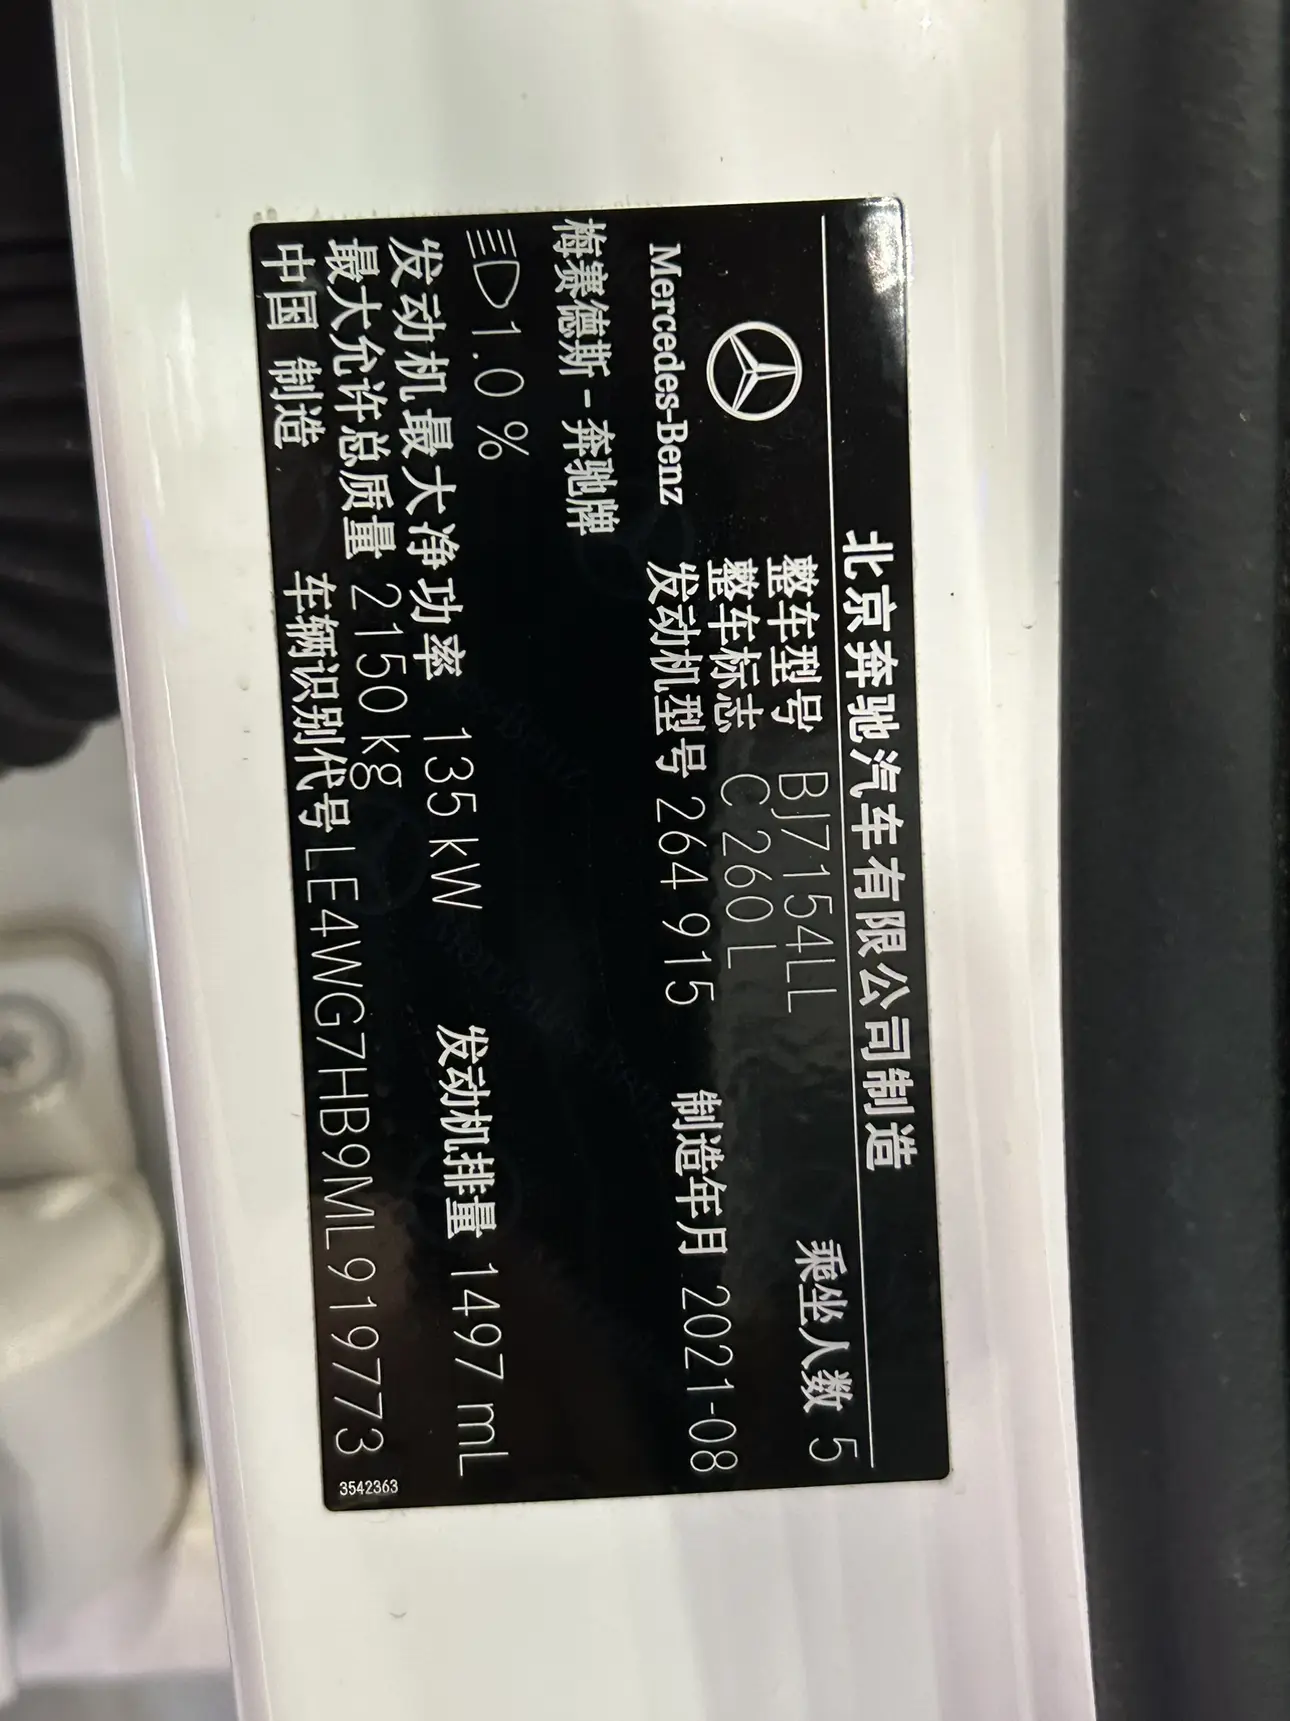 北京奔驰汽车有限公司制造
整车型号 BJ7154LL 乘坐人数 5
整车标志 C 260 L
Mercedes-Benz 发动机型号 264 915 制造年月 2021-08
梅赛德斯-奔驰牌
1.0 %
发动机最大净功率 135 kW 发动机排量 1497 mL
最大允许总质量 2150 kg
中国 制造 车辆识别代号 LE4WG7HB9ML919773
3542363